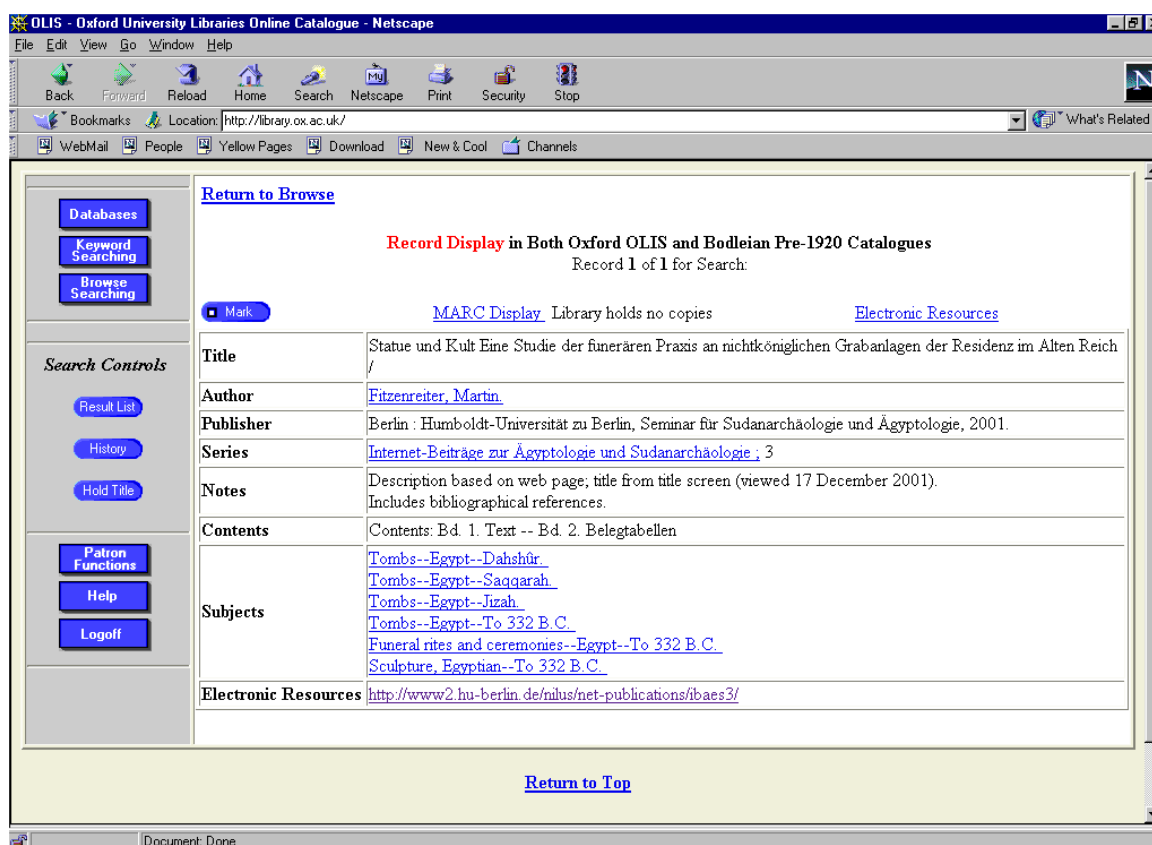 OLIS - Oxford University Libraries Online Catalogue - Netscape
File Edit View Go Window Help
Back Forward Reload Home Search Netscape Print Security Stop
Bookmarks Location: http://library.ox.ac.uk/ What's Related
WebMail People Yellow Pages Download New & Cool Channels
Databases
Keyword
Searching
Browse
Searching
Search Controls
Result List
History
Hold Title
Patron
Functions
Help
Logoff
Return to Browse
Record Display in Both Oxford OLIS and Bodleian Pre-1920 Catalogues
Record 1 of 1 for Search:
Mark MARC Display Library holds no copies Electronic Resources
Title Statue und Kult Eine Studie der funerären Praxis an nichtköniglichen Grabanlagen der Residenz im Alten Reich
/
Author Fitzenreiter, Martin.
Publisher Berlin : Humboldt-Universität zu Berlin, Seminar für Sudanarchäologie und Ägyptologie, 2001.
Series Internet-Beiträge zur Ägyptologie und Sudanarchäologie ; 3
Notes Description based on web page; title from title screen (viewed 17 December 2001).
Includes bibliographical references.
Contents Contents: Bd. 1. Text -- Bd. 2. Belegtabellen
Subjects Tombs--Egypt--Dahshûr.
Tombs--Egypt--Saqqarah.
Tombs--Egypt--Jizah.
Tombs--Egypt--To 332 B.C.
Funeral rites and ceremonies--Egypt--To 332 B.C.
Sculpture, Egyptian--To 332 B.C.
Electronic Resources http://www2.hu-berlin.de/nilus/net-publications/ibaes3/
Return to Top
Document: Done